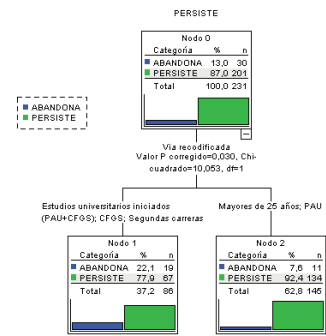 PERSISTE
Nodo 0
Categoría % n
ABANDONA 13,0 30
PERSISTE 87,0 201
Total 100,0 231
ABANDONA
PERSISTE
Via recodificada
Valor P corregido=0,030, Chi-
cuadrado=10,053, df=1
Estudios universitarios iniciados
(PAU+CFGS); CFGS; Segundas carreras
Mayores de 25 años; PAU
Nodo 1
Categoría % n
ABANDONA 22,1 19
PERSISTE 77,9 67
Total 37,2 86
Nodo 2
Categoría % n
ABANDONA 7,6 11
PERSISTE 92,4 134
Total 62,8 145